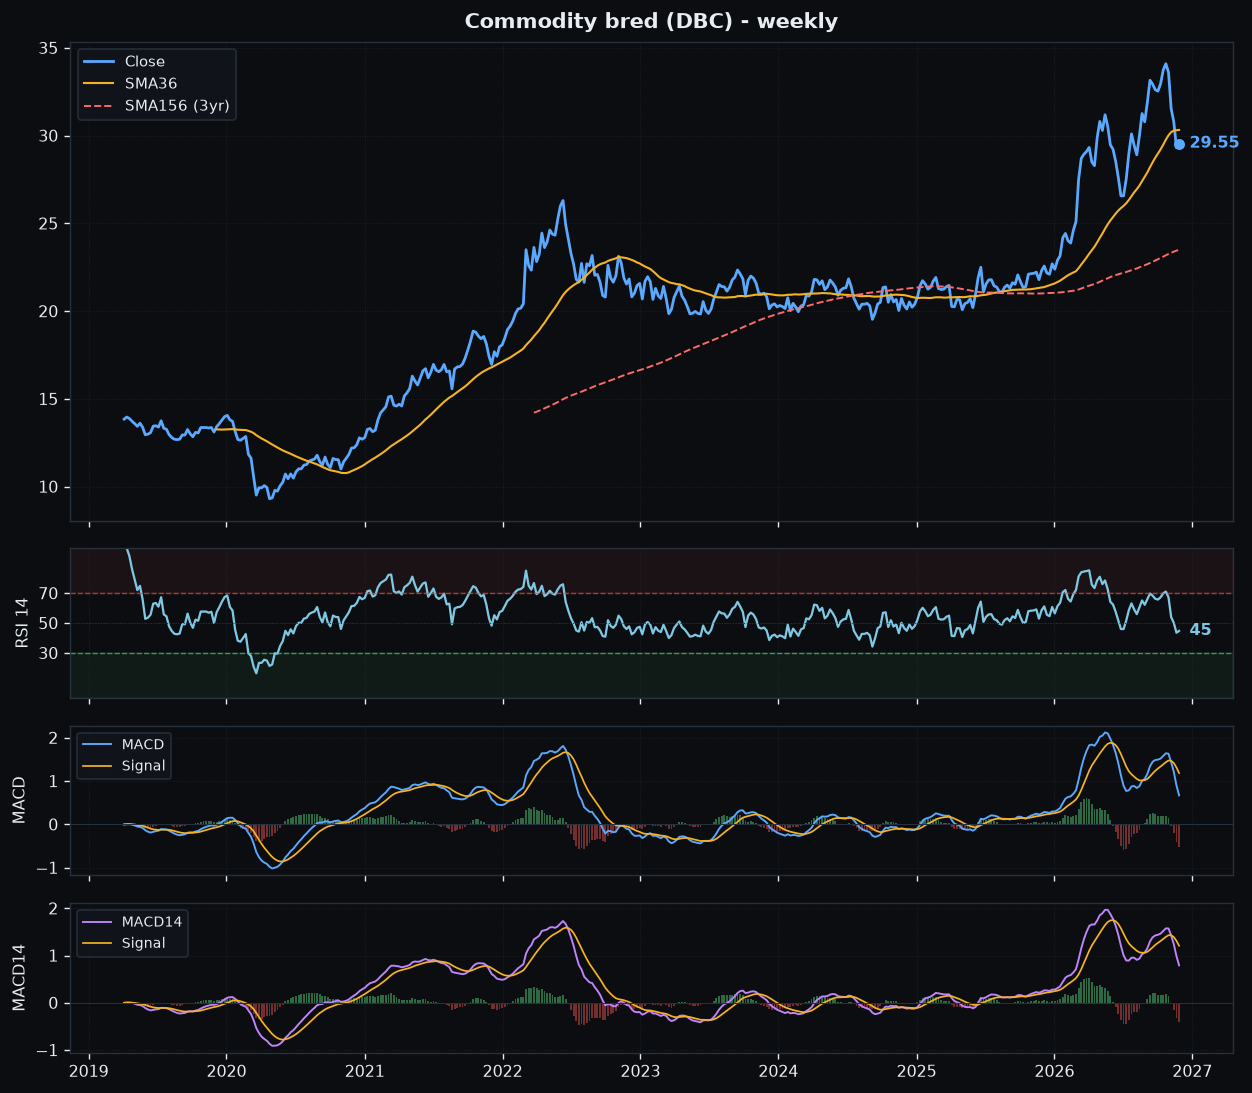 Commodity bred (DBC) - weekly
35
30
25
20
15
10
Close
SMA36
SMA156 (3yr)
29.55
RSI 14
70
50
30
45
MACD
2
1
0
−1
MACD
Signal
MACD14
2
1
0
−1
MACD14
Signal
2019 2020 2021 2022 2023 2024 2025 2026 2027